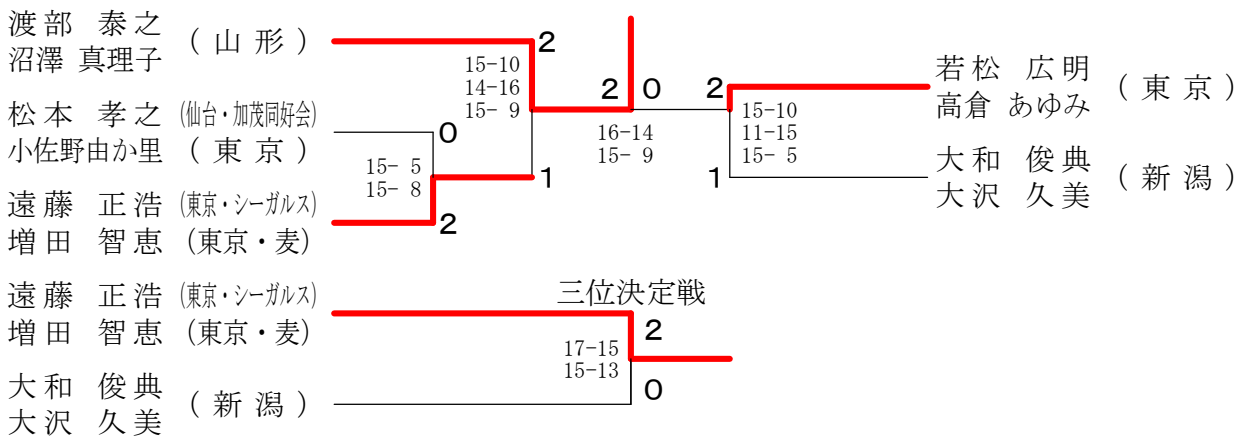 渡部 泰之
沼澤 真理子
( 山 形 )
松本 孝之 (仙台・加茂同好会)
小佐野由か里 ( 東 京 )
遠藤 正浩 (東京・シーガルス)
増田 智恵 (東京・麦)
0
2
15- 5
15- 8
2
1
15-10
14-16
15- 9
2 0
16-14
15- 9
2
1
15-10
11-15
15- 5
若松 広明
高倉 あゆみ
( 東 京 )
大和 俊典
大沢 久美
( 新 潟 )
三位決定戦
遠藤 正浩 (東京・シーガルス)
増田 智恵 (東京・麦)
大和 俊典
大沢 久美
( 新 潟 )
17-15
15-13
2
0